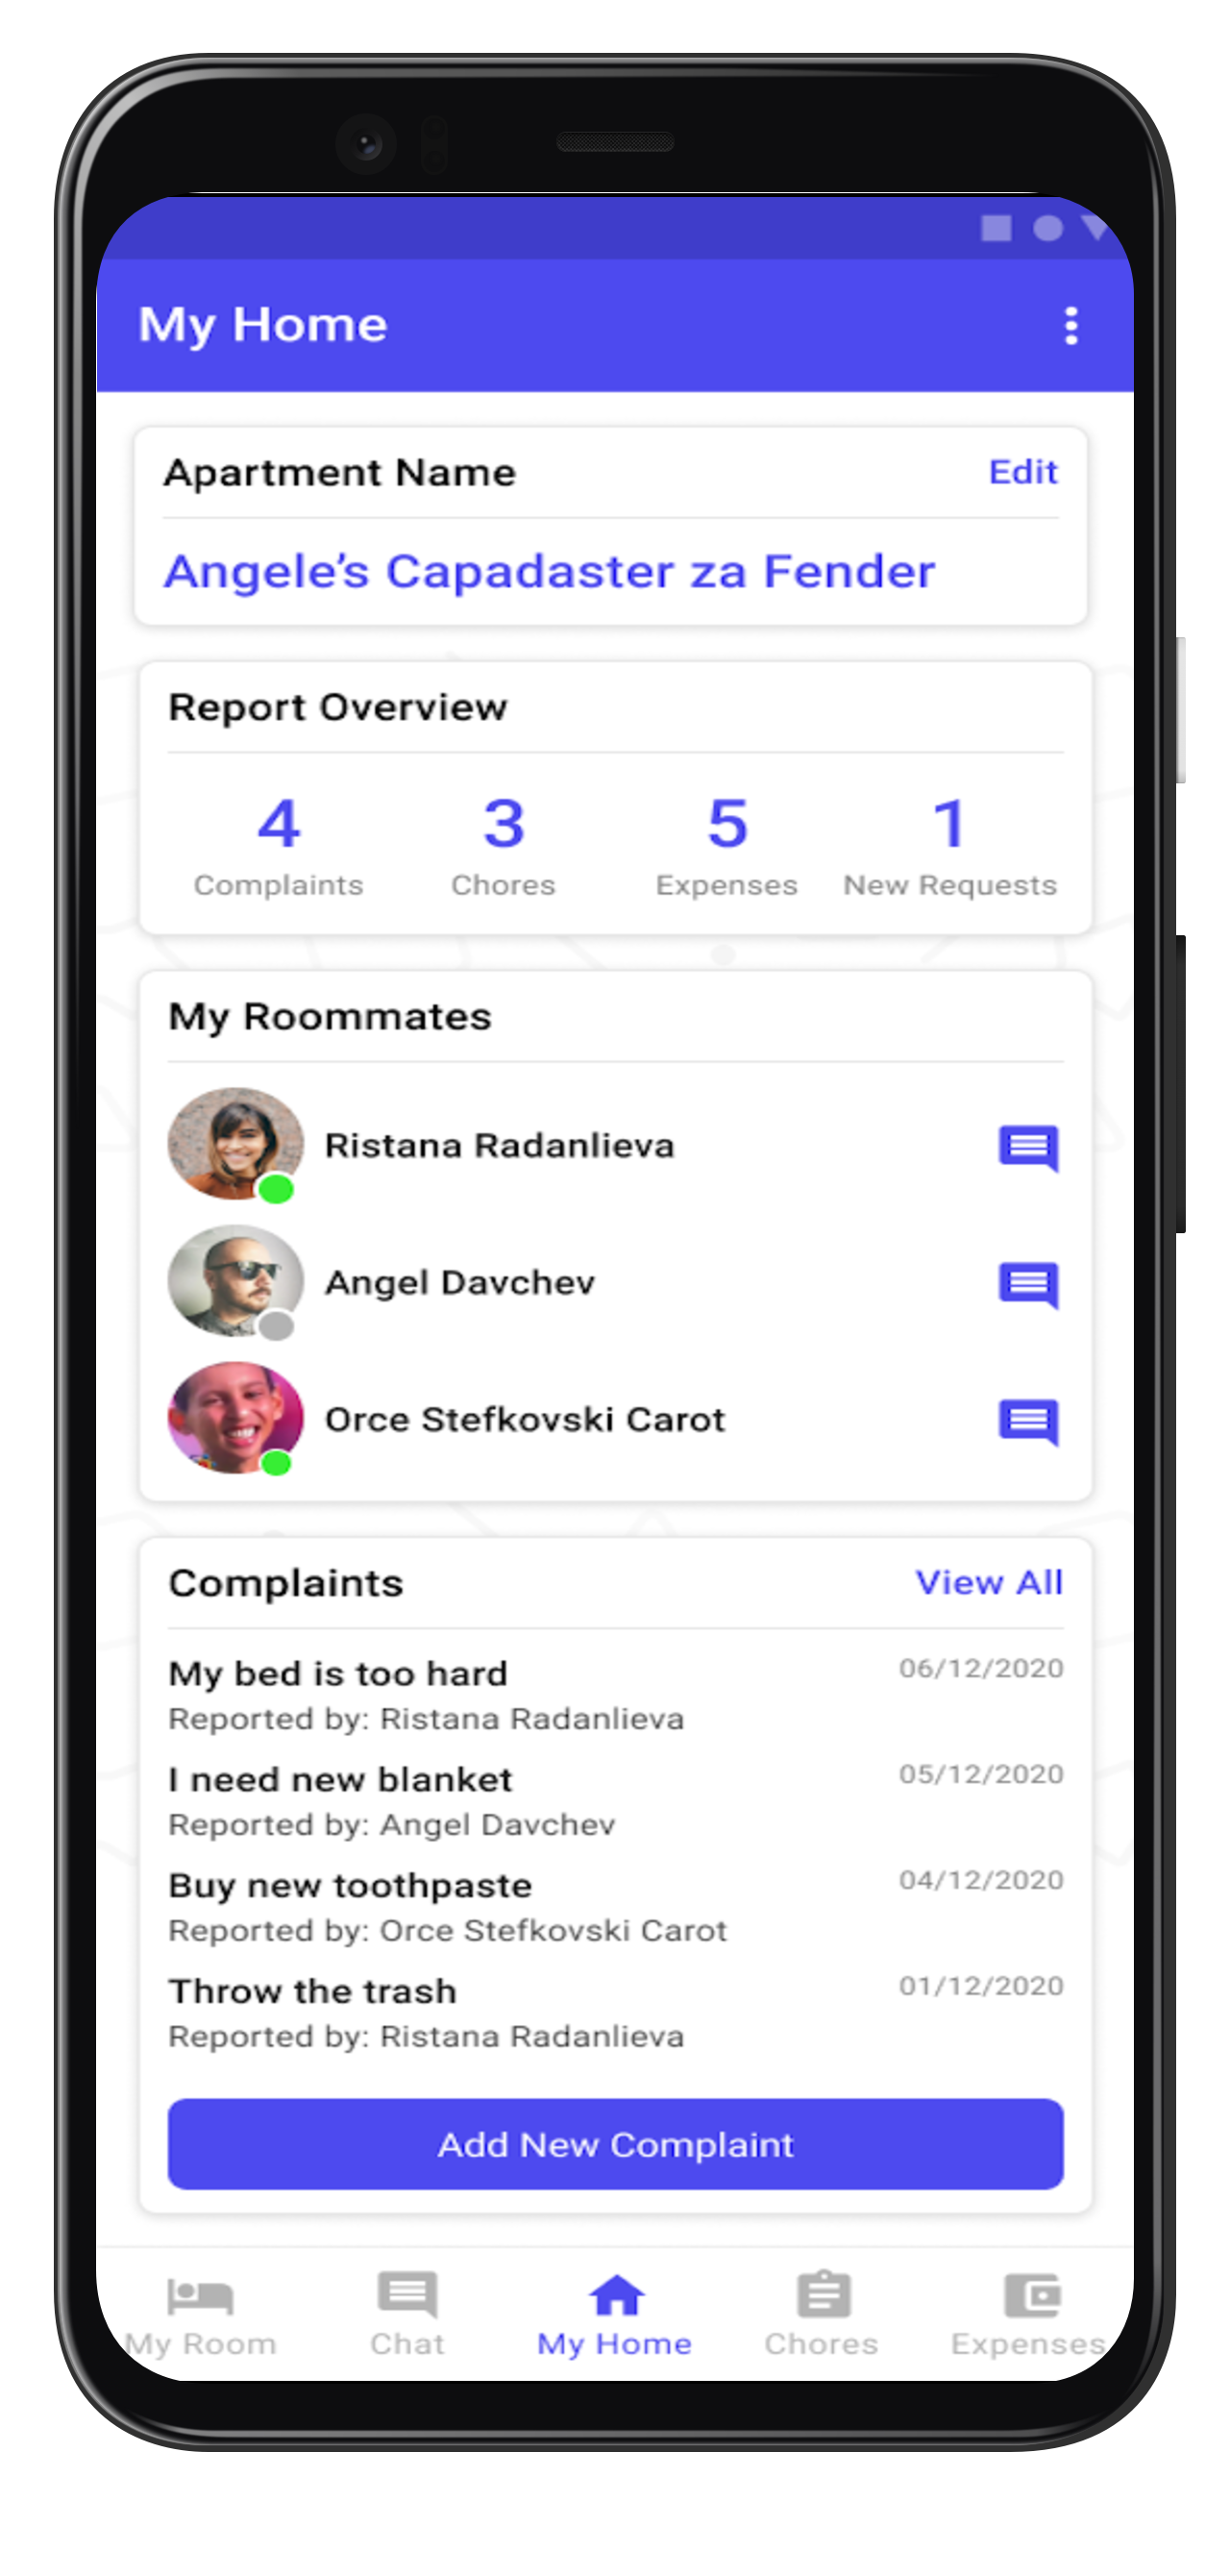 My Home
Apartment Name Edit
Angele's Capadaster za Fender
Report Overview
4 3 5 1
Complaints Chores Expenses New Requests
My Roommates
Ristana Radanlieva
Angel Davchev
Orce Stefkovski Carot
Complaints View All
My bed is too hard 06/12/2020
Reported by: Ristana Radanlieva
I need new blanket 05/12/2020
Reported by: Angel Davchev
Buy new toothpaste 04/12/2020
Reported by: Orce Stefkovski Carot
Throw the trash 01/12/2020
Reported by: Ristana Radanlieva
Add New Complaint
My Room Chat My Home Chores Expenses